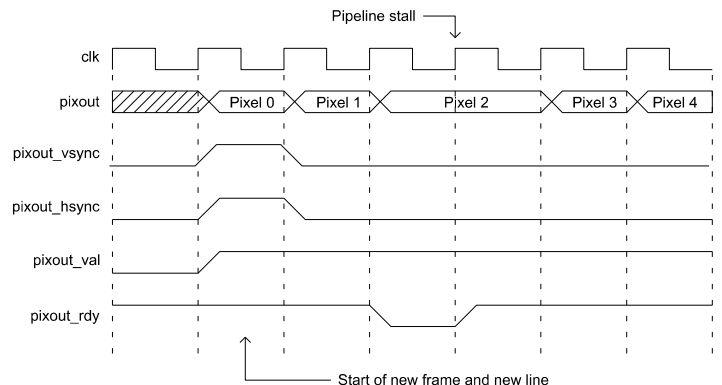 Pipeline stall
clk
pixout
Pixel 0
Pixel 1
Pixel 2
Pixel 3
Pixel 4
pixout_vsync
pixout_hsync
pixout_val
pixout_rdy
Start of new frame and new line